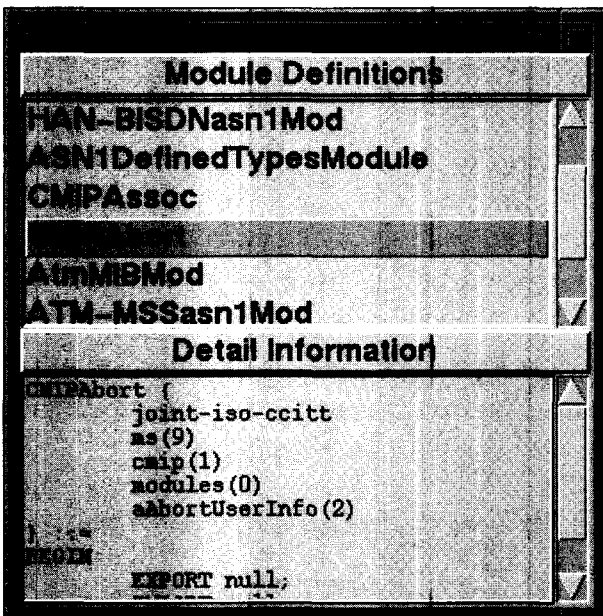 Module Definitions
HAN-BISDNasn1Mod
ASN1DefinedTypesModule
CMIPAssoc
AtmMIBMod
ATM-MSSasn1Mod
Detail Information
CMIPAbort {
joint-iso-ccitt
ms(9)
cmip(1)
modules(0)
aAbortUserInfo(2)
} :=
BEGIN
EXPORT null;